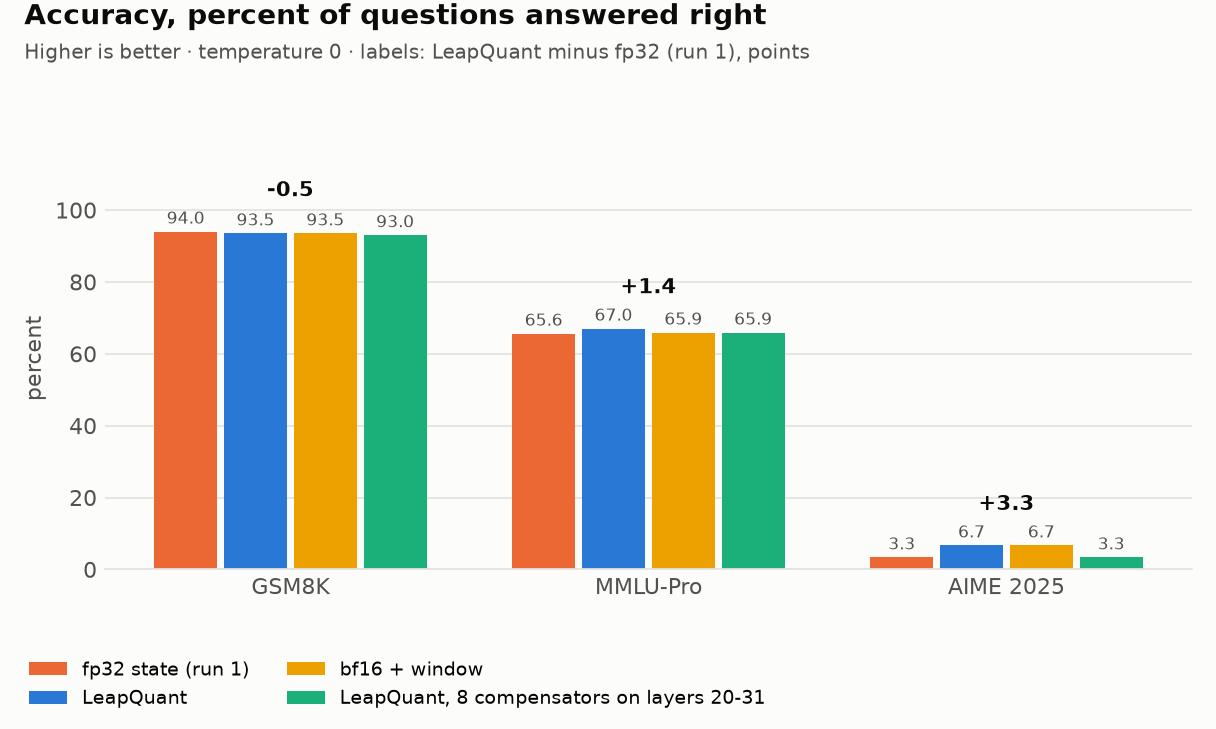 Accuracy, percent of questions answered right
Higher is better · temperature 0 · labels: LeapQuant minus fp32 (run 1), points
-0.5
94.0 93.5 93.5 93.0
+1.4
65.6 67.0 65.9 65.9
+3.3
3.3 6.7 6.7 3.3
percent
100
80
60
40
20
0
GSM8K MMLU-Pro AIME 2025
fp32 state (run 1)
LeapQuant
bf16 + window
LeapQuant, 8 compensators on layers 20-31